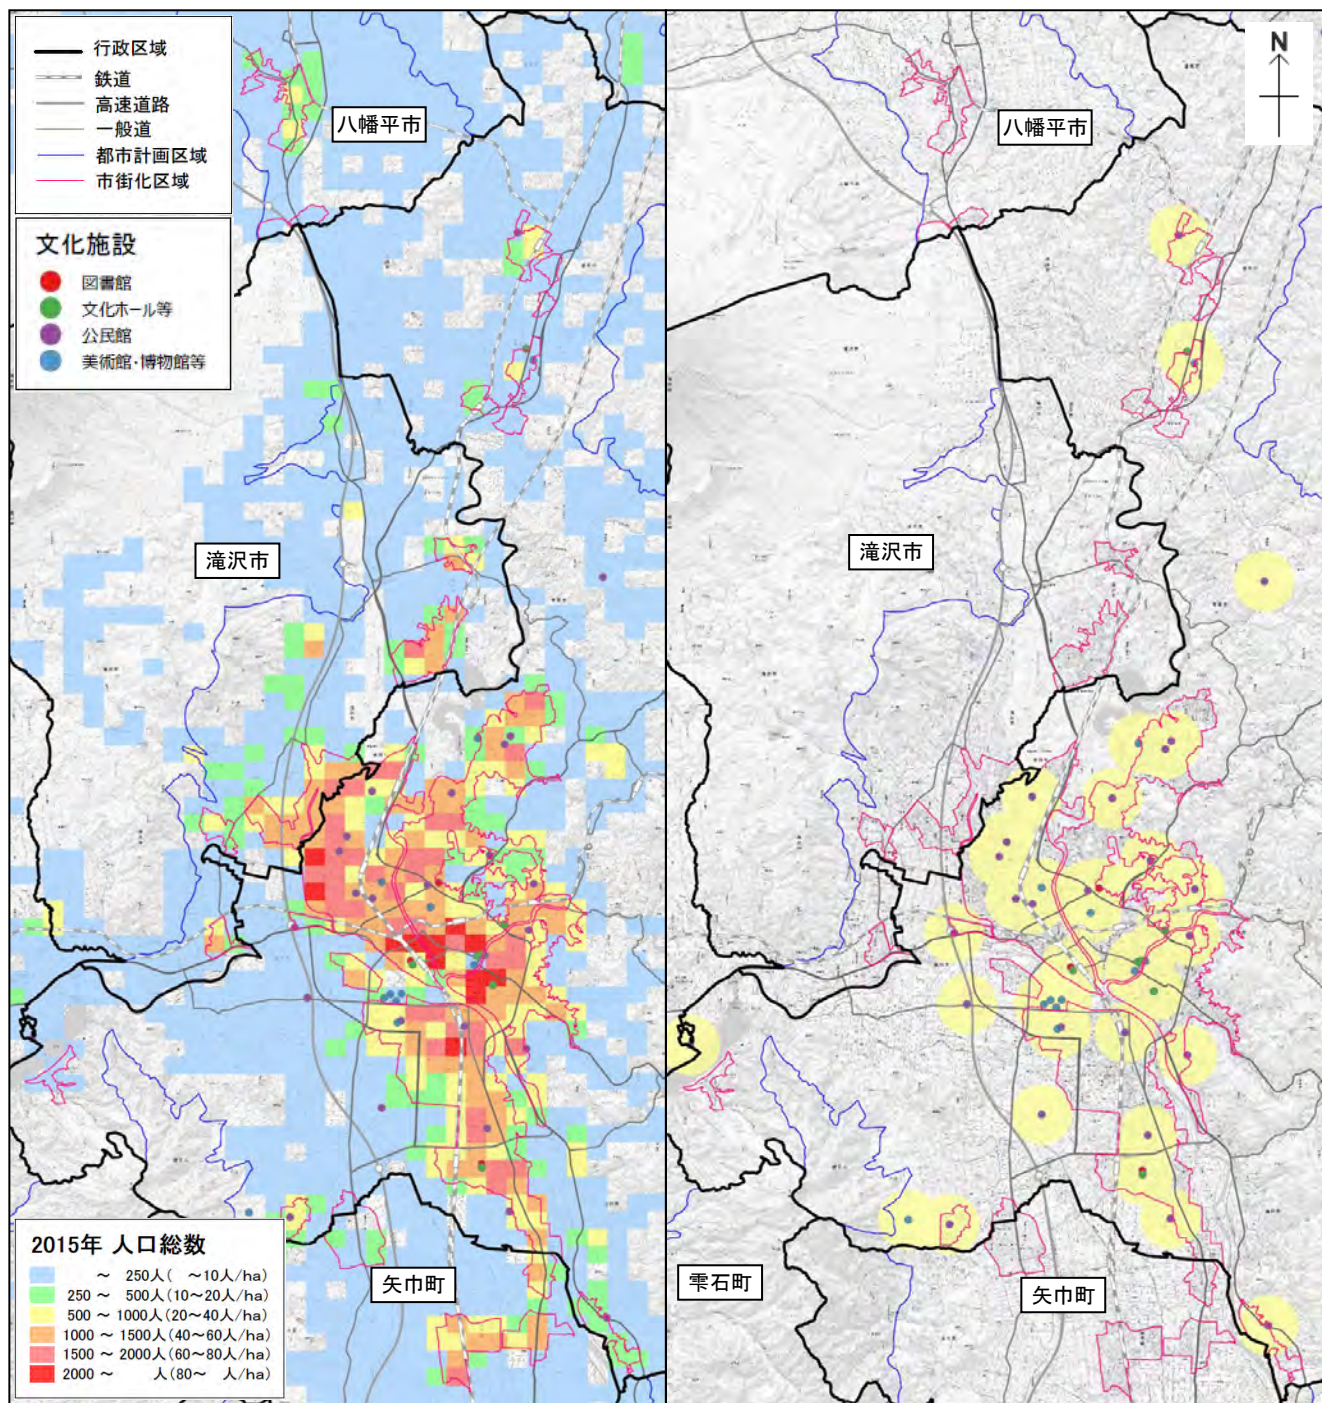 行政区域
鉄道
高速道路
一般道
都市計画区域
市街化区域
文化施設
図書館
文化ホール等
公民館
美術館・博物館等
八幡平市
滝沢市
矢巾町
2015年 人口総数
～ 250人( ～10人/ha)
250 ～ 500人(10～20人/ha)
500 ～ 1000人(20～40人/ha)
1000 ～ 1500人(40～60人/ha)
1500 ～ 2000人(60～80人/ha)
2000 ～ 人(80～ 人/ha)
N
八幡平市
滝沢市
雫石町
矢巾町